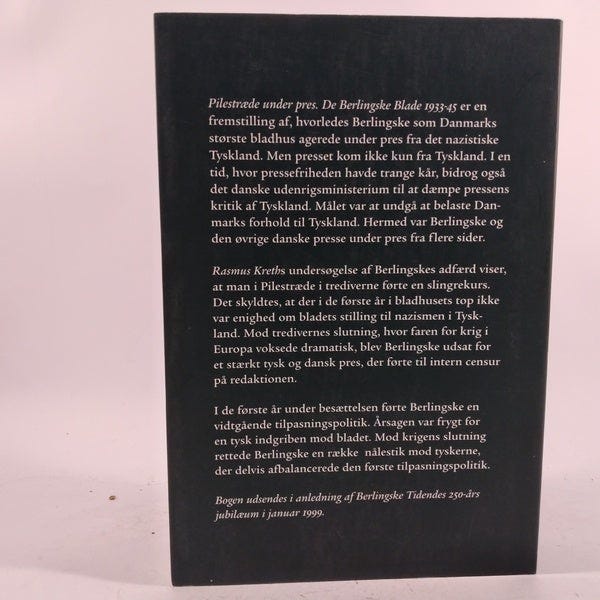 Pilestræde under pres. De Berlingske Blade 1933-45 er en
fremstilling af, hvorledes Berlingske som Danmarks
største bladhus agerede under pres fra det nazistiske
Tyskland. Men presset kom ikke kun fra Tyskland. I en
tid, hvor pressefriheden havde trange kår, bidrog også
det danske udenrigsministerium til at dæmpe pressens
kritik af Tyskland. Målet var at undgå at belaste Dan-
marks forhold til Tyskland. Hermed var Berlingske og
den øvrige danske presse under pres fra flere sider.
Rasmus Kreths undersøgelse af Berlingskes adfærd viser,
at man i Pilestræde i trediverne førte en slingrekurs.
Det skyldtes, at der i de første år i bladhusets top ikke
var enighed om bladets stilling til nazismen i Tysk-
land. Mod tredivernes slutning, hvor faren for krig i
Europa voksede dramatisk, blev Berlingske udsat for
et stærkt tysk og dansk pres, der førte til intern censur
på redaktionen.
I de første år under besættelsen førte Berlingske en
vidtgående tilpasningspolitik. Årsagen var frygt for
en tysk indgriben mod bladet. Mod krigens slutning
rettede Berlingske en række nålestik mod tyskerne,
der delvis afbalancerede den første tilpasningspolitik.
Bogen udsendes i anledning af Berlingske Tidendes 250-års
jubilæum i januar 1999.